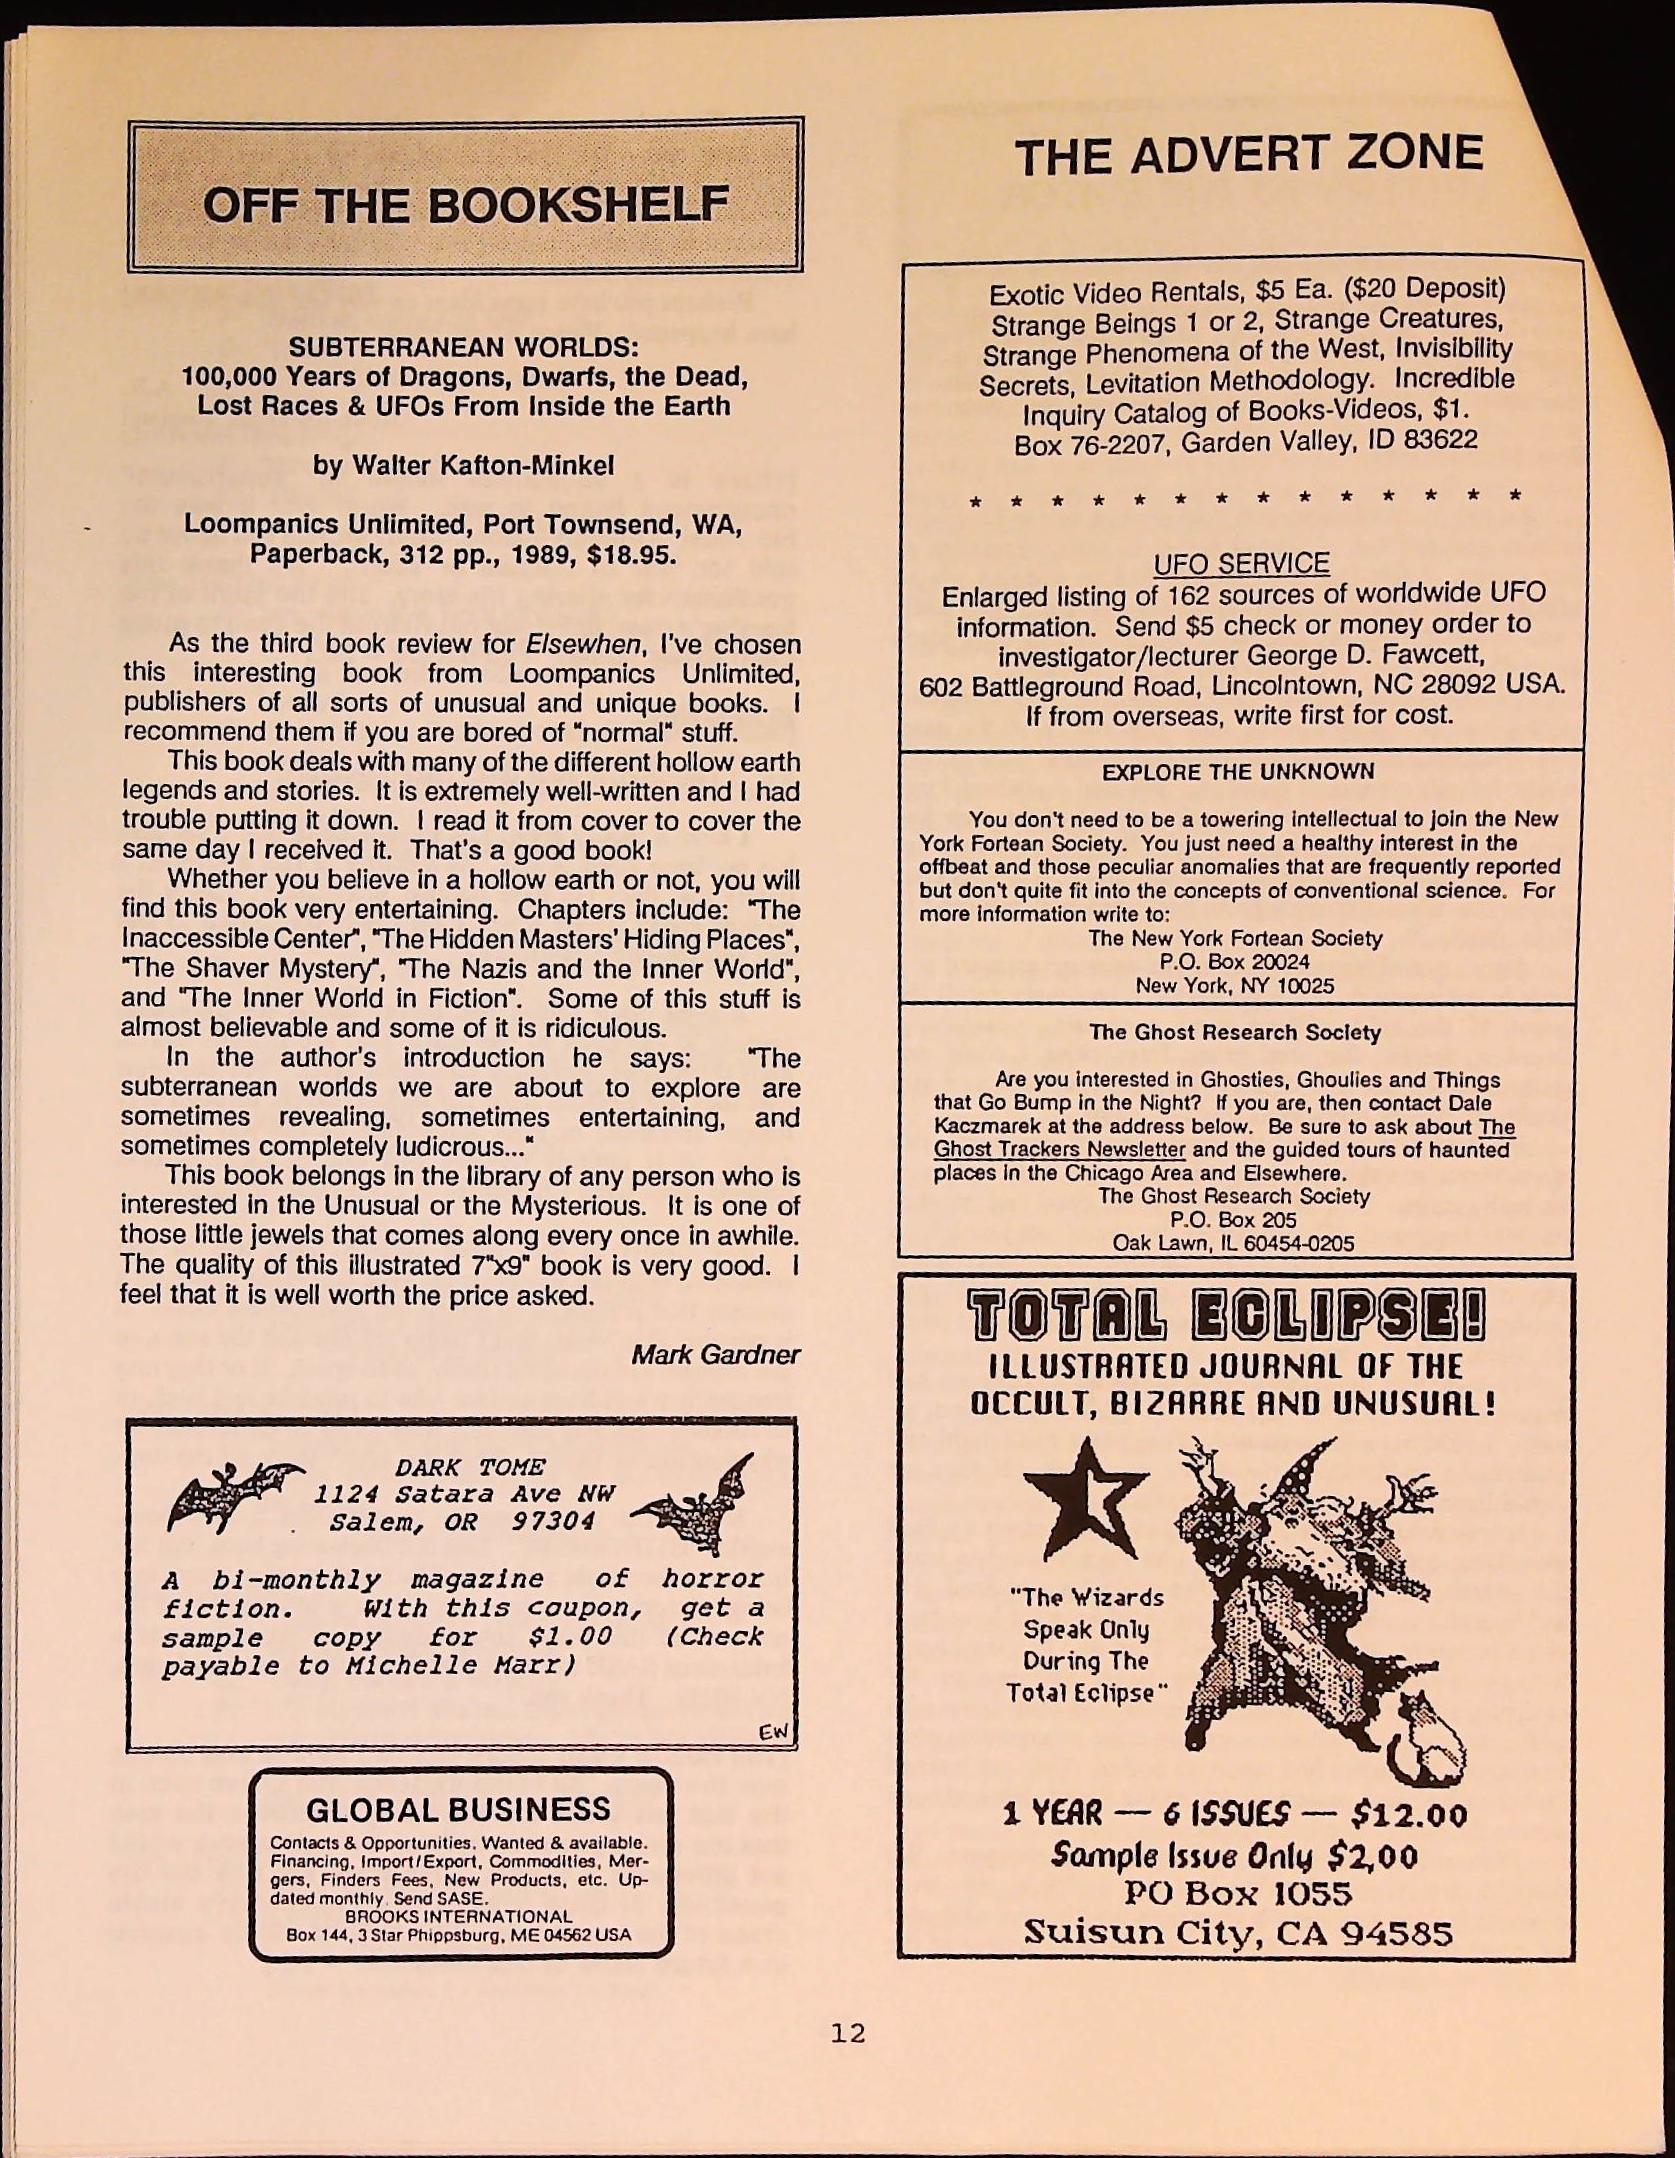 OFF THE BOOKSHELF
SUBTERRANEAN WORLDS:
100,000 Years of Dragons, Dwarfs, the Dead,
Lost Races & UFOs From Inside the Earth
by Walter Kafton-Minkel
Loompanics Unlimited, Port Townsend, WA,
Paperback, 312 pp., 1989, $18.95.
As the third book review for Elsewhen, I've chosen
this interesting book from Loompanics Unlimited,
publishers of all sorts of unusual and unique books. I
recommend them if you are bored of "normal" stuff.
This book deals with many of the different hollow earth
legends and stories. It is extremely well-written and I had
trouble putting it down. I read it from cover to cover the
same day I received it. That's a good book!
Whether you believe in a hollow earth or not, you will
find this book very entertaining. Chapters include: "The
Inaccessible Center", "The Hidden Masters' Hiding Places",
"The Shaver Mystery", "The Nazis and the Inner World",
and "The Inner World in Fiction". Some of this stuff is
almost believable and some of it is ridiculous.
In the author's introduction he says: "The
subterranean worlds we are about to explore are
sometimes revealing, sometimes entertaining, and
sometimes completely ludicrous..."
This book belongs in the library of any person who is
interested in the Unusual or the Mysterious. It is one of
those little jewels that comes along every once in awhile.
The quality of this illustrated 7"x9" book is very good. I
feel that it is well worth the price asked.
Mark Gardner
DARK TOME
1124 Satara Ave NW
Salem, OR 97304
A bi-monthly magazine of horror
fiction. With this coupon, get a
sample copy for $1.00 (Check
payable to Michelle Marr)
EW
GLOBAL BUSINESS
Contacts & Opportunities. Wanted & available.
Financing, Import/Export, Commodities, Mer-
gers, Finders Fees, New Products, etc. Up-
dated monthly. Send SASE.
BROOKS INTERNATIONAL
Box 144, 3 Star Phippsburg, ME 04562 USA
THE ADVERT ZONE
Exotic Video Rentals, $5 Ea. ($20 Deposit)
Strange Beings 1 or 2, Strange Creatures,
Strange Phenomena of the West, Invisibility
Secrets, Levitation Methodology. Incredible
Inquiry Catalog of Books-Videos, $1.
Box 76-2207, Garden Valley, ID 83622
* * * * * * * * * * * * * *
UFO SERVICE
Enlarged listing of 162 sources of worldwide UFO
information. Send $5 check or money order to
investigator/lecturer George D. Fawcett,
602 Battleground Road, Lincolntown, NC 28092 USA.
If from overseas, write first for cost.
EXPLORE THE UNKNOWN
You don't need to be a towering intellectual to join the New
York Fortean Society. You just need a healthy interest in the
offbeat and those peculiar anomalies that are frequently reported
but don't quite fit into the concepts of conventional science. For
more information write to:
The New York Fortean Society
P.O. Box 20024
New York, NY 10025
The Ghost Research Society
Are you interested in Ghosties, Ghoulies and Things
that Go Bump in the Night? If you are, then contact Dale
Kaczmarek at the address below. Be sure to ask about The
Ghost Trackers Newsletter and the guided tours of haunted
places in the Chicago Area and Elsewhere.
The Ghost Research Society
P.O. Box 205
Oak Lawn, IL 60454-0205
TOTAL ECLIPSE!
ILLUSTRATED JOURNAL OF THE
OCCULT, BIZARRE AND UNUSUAL!
"The Wizards
Speak Only
During The
Total Eclipse"
1 YEAR — 6 ISSUES — $12.00
Sample Issue Only $2,00
PO Box 1055
Suisun City, CA 94585
12